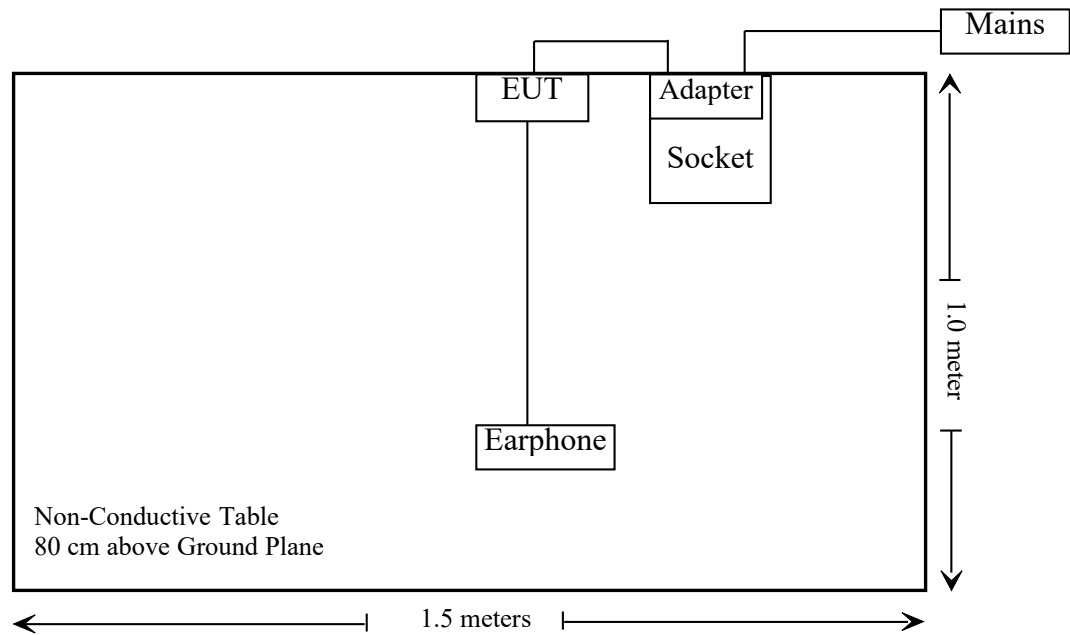 Mains
EUT
Adapter
Socket
1.0 meter
Earphone
Non-Conductive Table
80 cm above Ground Plane
1.5 meters